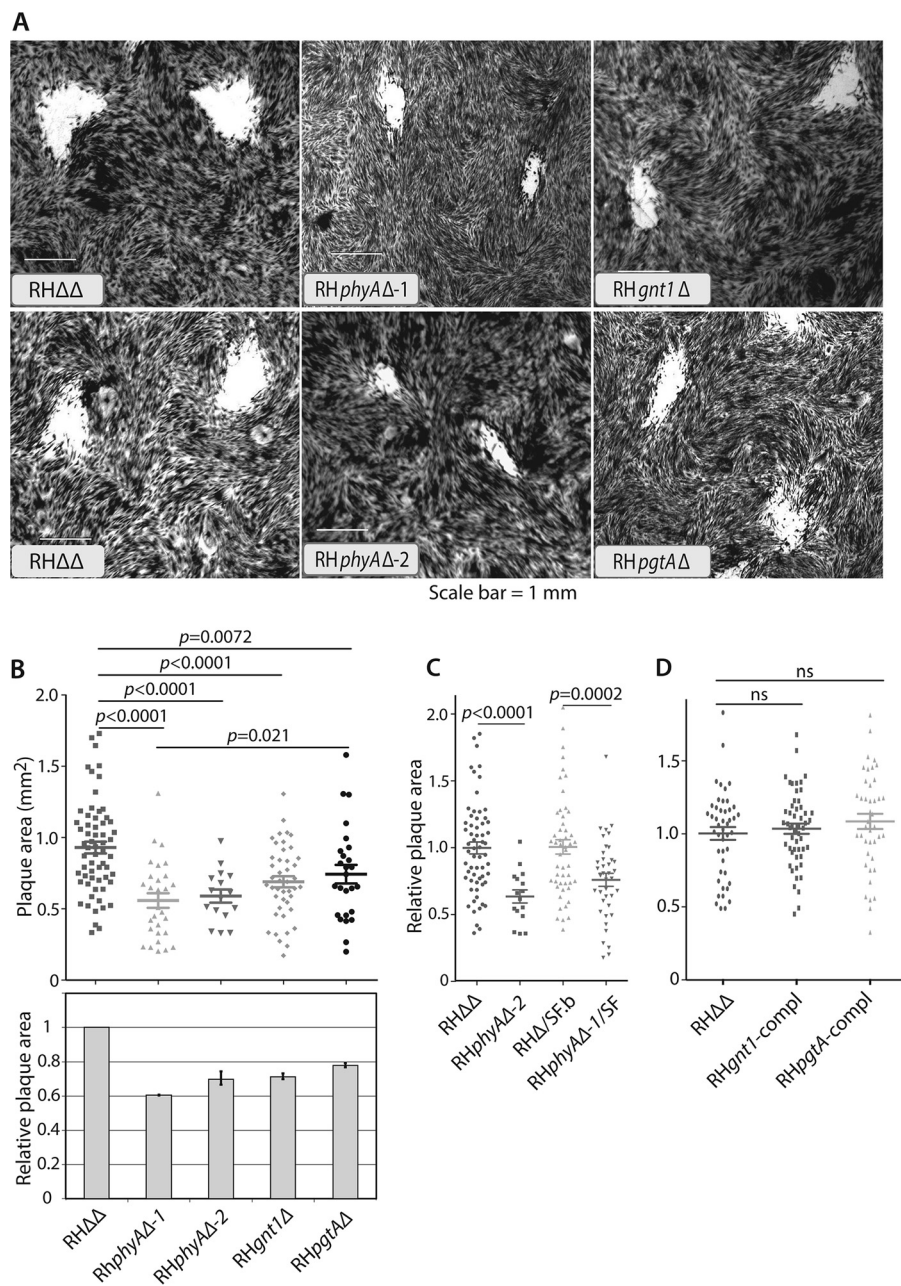 A
RHΔΔ
RHphyAΔ-1
RHgnt1Δ
RHΔΔ
RHphyAΔ-2
RHpgtAΔ
Scale bar = 1 mm
B
p=0.0072
p<0.0001
p<0.0001
p<0.0001
p=0.021
Plaque area (mm²)
2.0
1.5
1.0
0.5
0
Relative plaque area
1
0.8
0.6
0.4
0.2
0
RHΔΔ
RhphyAΔ-1
RHphyAΔ-2
RHgnt1Δ
RHpgtAΔ
C
p<0.0001
p=0.0002
Relative plaque area
2.0
1.5
1.0
0.5
0
RHΔΔ
RHphyAΔ-2
RHΔ/SF.b
RHphyAΔ-1/SF
D
ns
ns
1.5
1.0
0.5
0
RHΔΔ
RHgnt1-compl
RHpgtA-compl